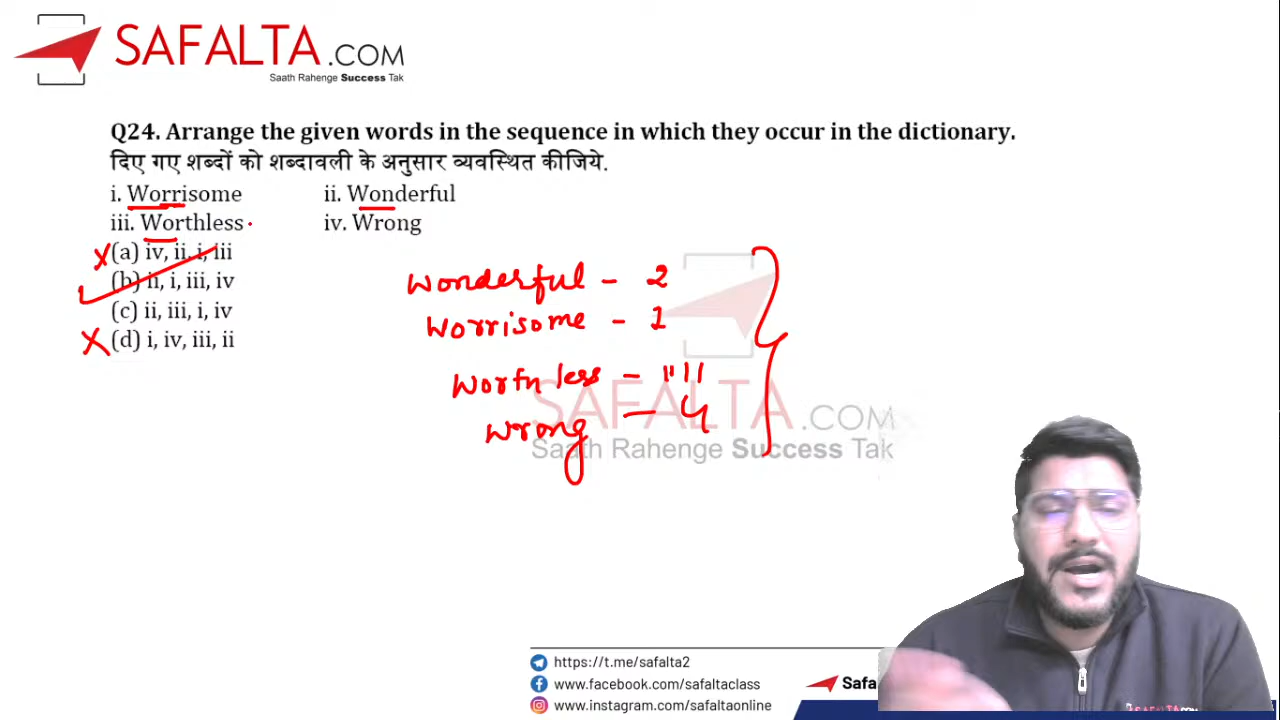 SAFALTA.COM
Saath Rahenge Success Tak
Q24. Arrange the given words in the sequence in which they occur in the dictionary.
दिए गए शब्दों को शब्दावली के अनुसार व्यवस्थित कीजिये.
i. Worrisome ii. Wonderful
iii. Worthless iv. Wrong
(a) iv, ii, i, iii
(b) ii, i, iii, iv
(c) ii, iii, i, iv
(d) i, iv, iii, ii
Wonderful - 2
Worrisome - 1
Worthless - 111
Wrong - 4
SAFALTA.COM
Saath Rahenge Success Tak
https://t.me/safalta2
www.facebook.com/safaltaclass
www.instagram.com/safaltaonline
Safa